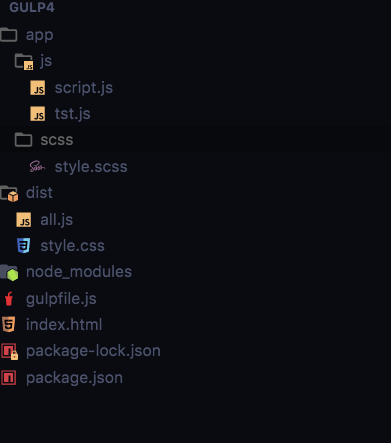 GULP4
app
js
script.js
tst.js
scss
style.scss
dist
all.js
style.css
node_modules
gulpfile.js
index.html
package-lock.json
package.json